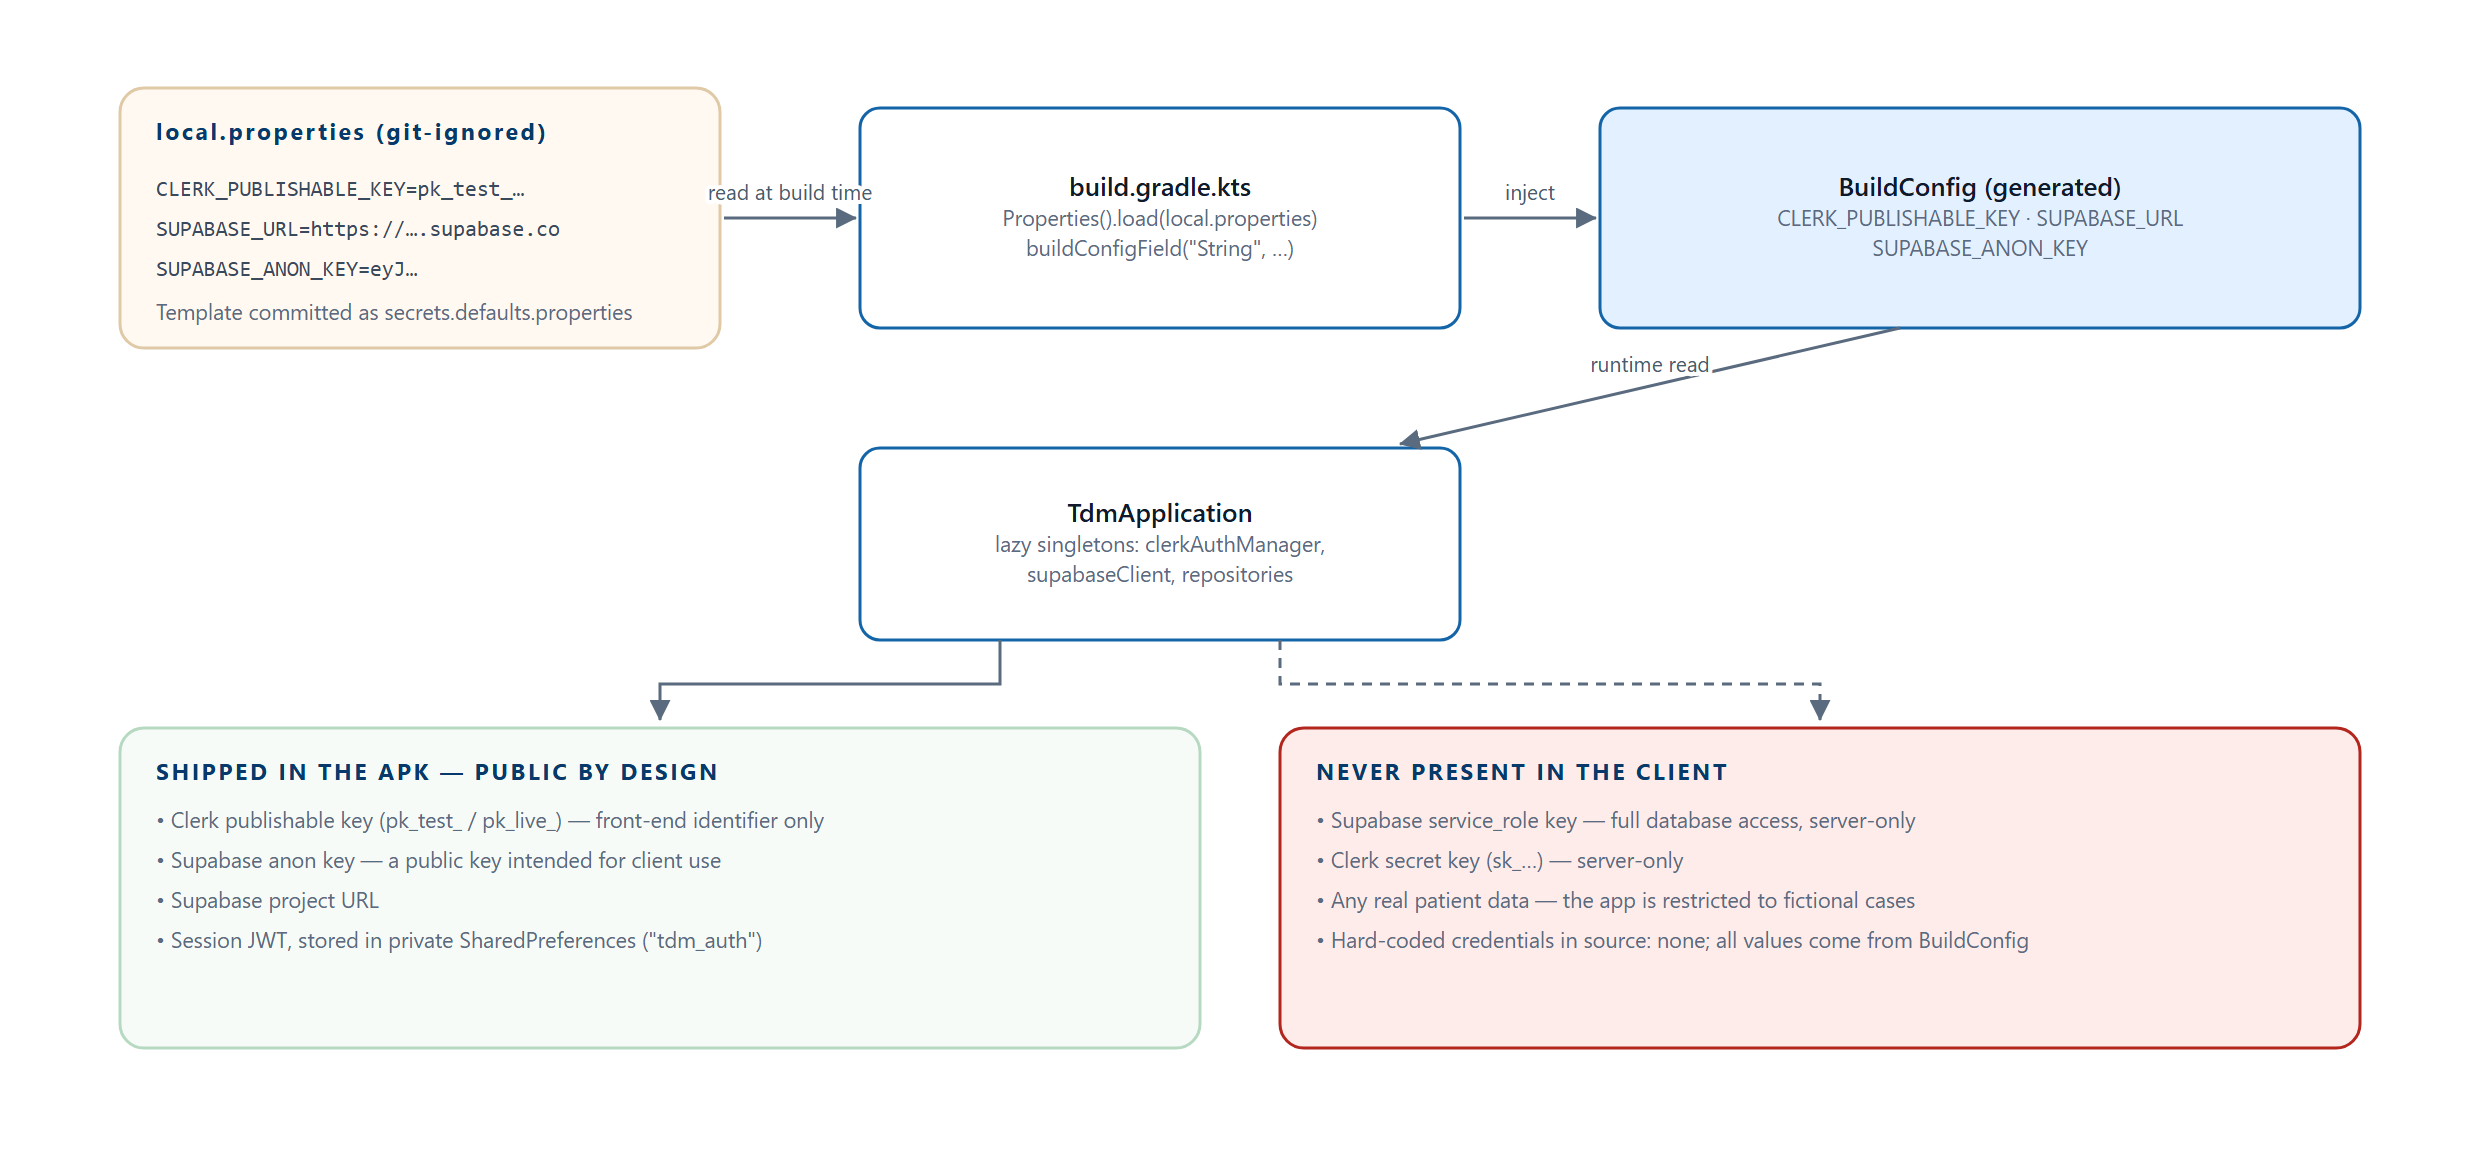 local.properties (git-ignored)
CLERK_PUBLISHABLE_KEY=pk_test_…
SUPABASE_URL=https://….supabase.co
SUPABASE_ANON_KEY=eyJ…
Template committed as secrets.defaults.properties
read at build time
build.gradle.kts
Properties().load(local.properties)
buildConfigField("String", …)
inject
BuildConfig (generated)
CLERK_PUBLISHABLE_KEY · SUPABASE_URL
SUPABASE_ANON_KEY
runtime read
TdmApplication
lazy singletons: clerkAuthManager,
supabaseClient, repositories
SHIPPED IN THE APK — PUBLIC BY DESIGN
• Clerk publishable key (pk_test_ / pk_live_) — front-end identifier only
• Supabase anon key — a public key intended for client use
• Supabase project URL
• Session JWT, stored in private SharedPreferences ("tdm_auth")
NEVER PRESENT IN THE CLIENT
• Supabase service_role key — full database access, server-only
• Clerk secret key (sk_…) — server-only
• Any real patient data — the app is restricted to fictional cases
• Hard-coded credentials in source: none; all values come from BuildConfig